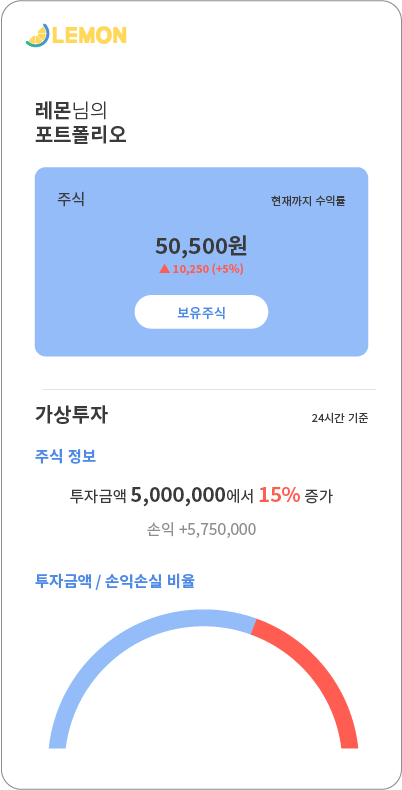 LEMON
레몬님의
포트폴리오
주식 현재까지 수익률
50,500원
▲ 10,250 (+5%)
보유주식
가상투자 24시간 기준
주식 정보
투자금액 5,000,000에서 15% 증가
손익 +5,750,000
투자금액 / 손익손실 비율